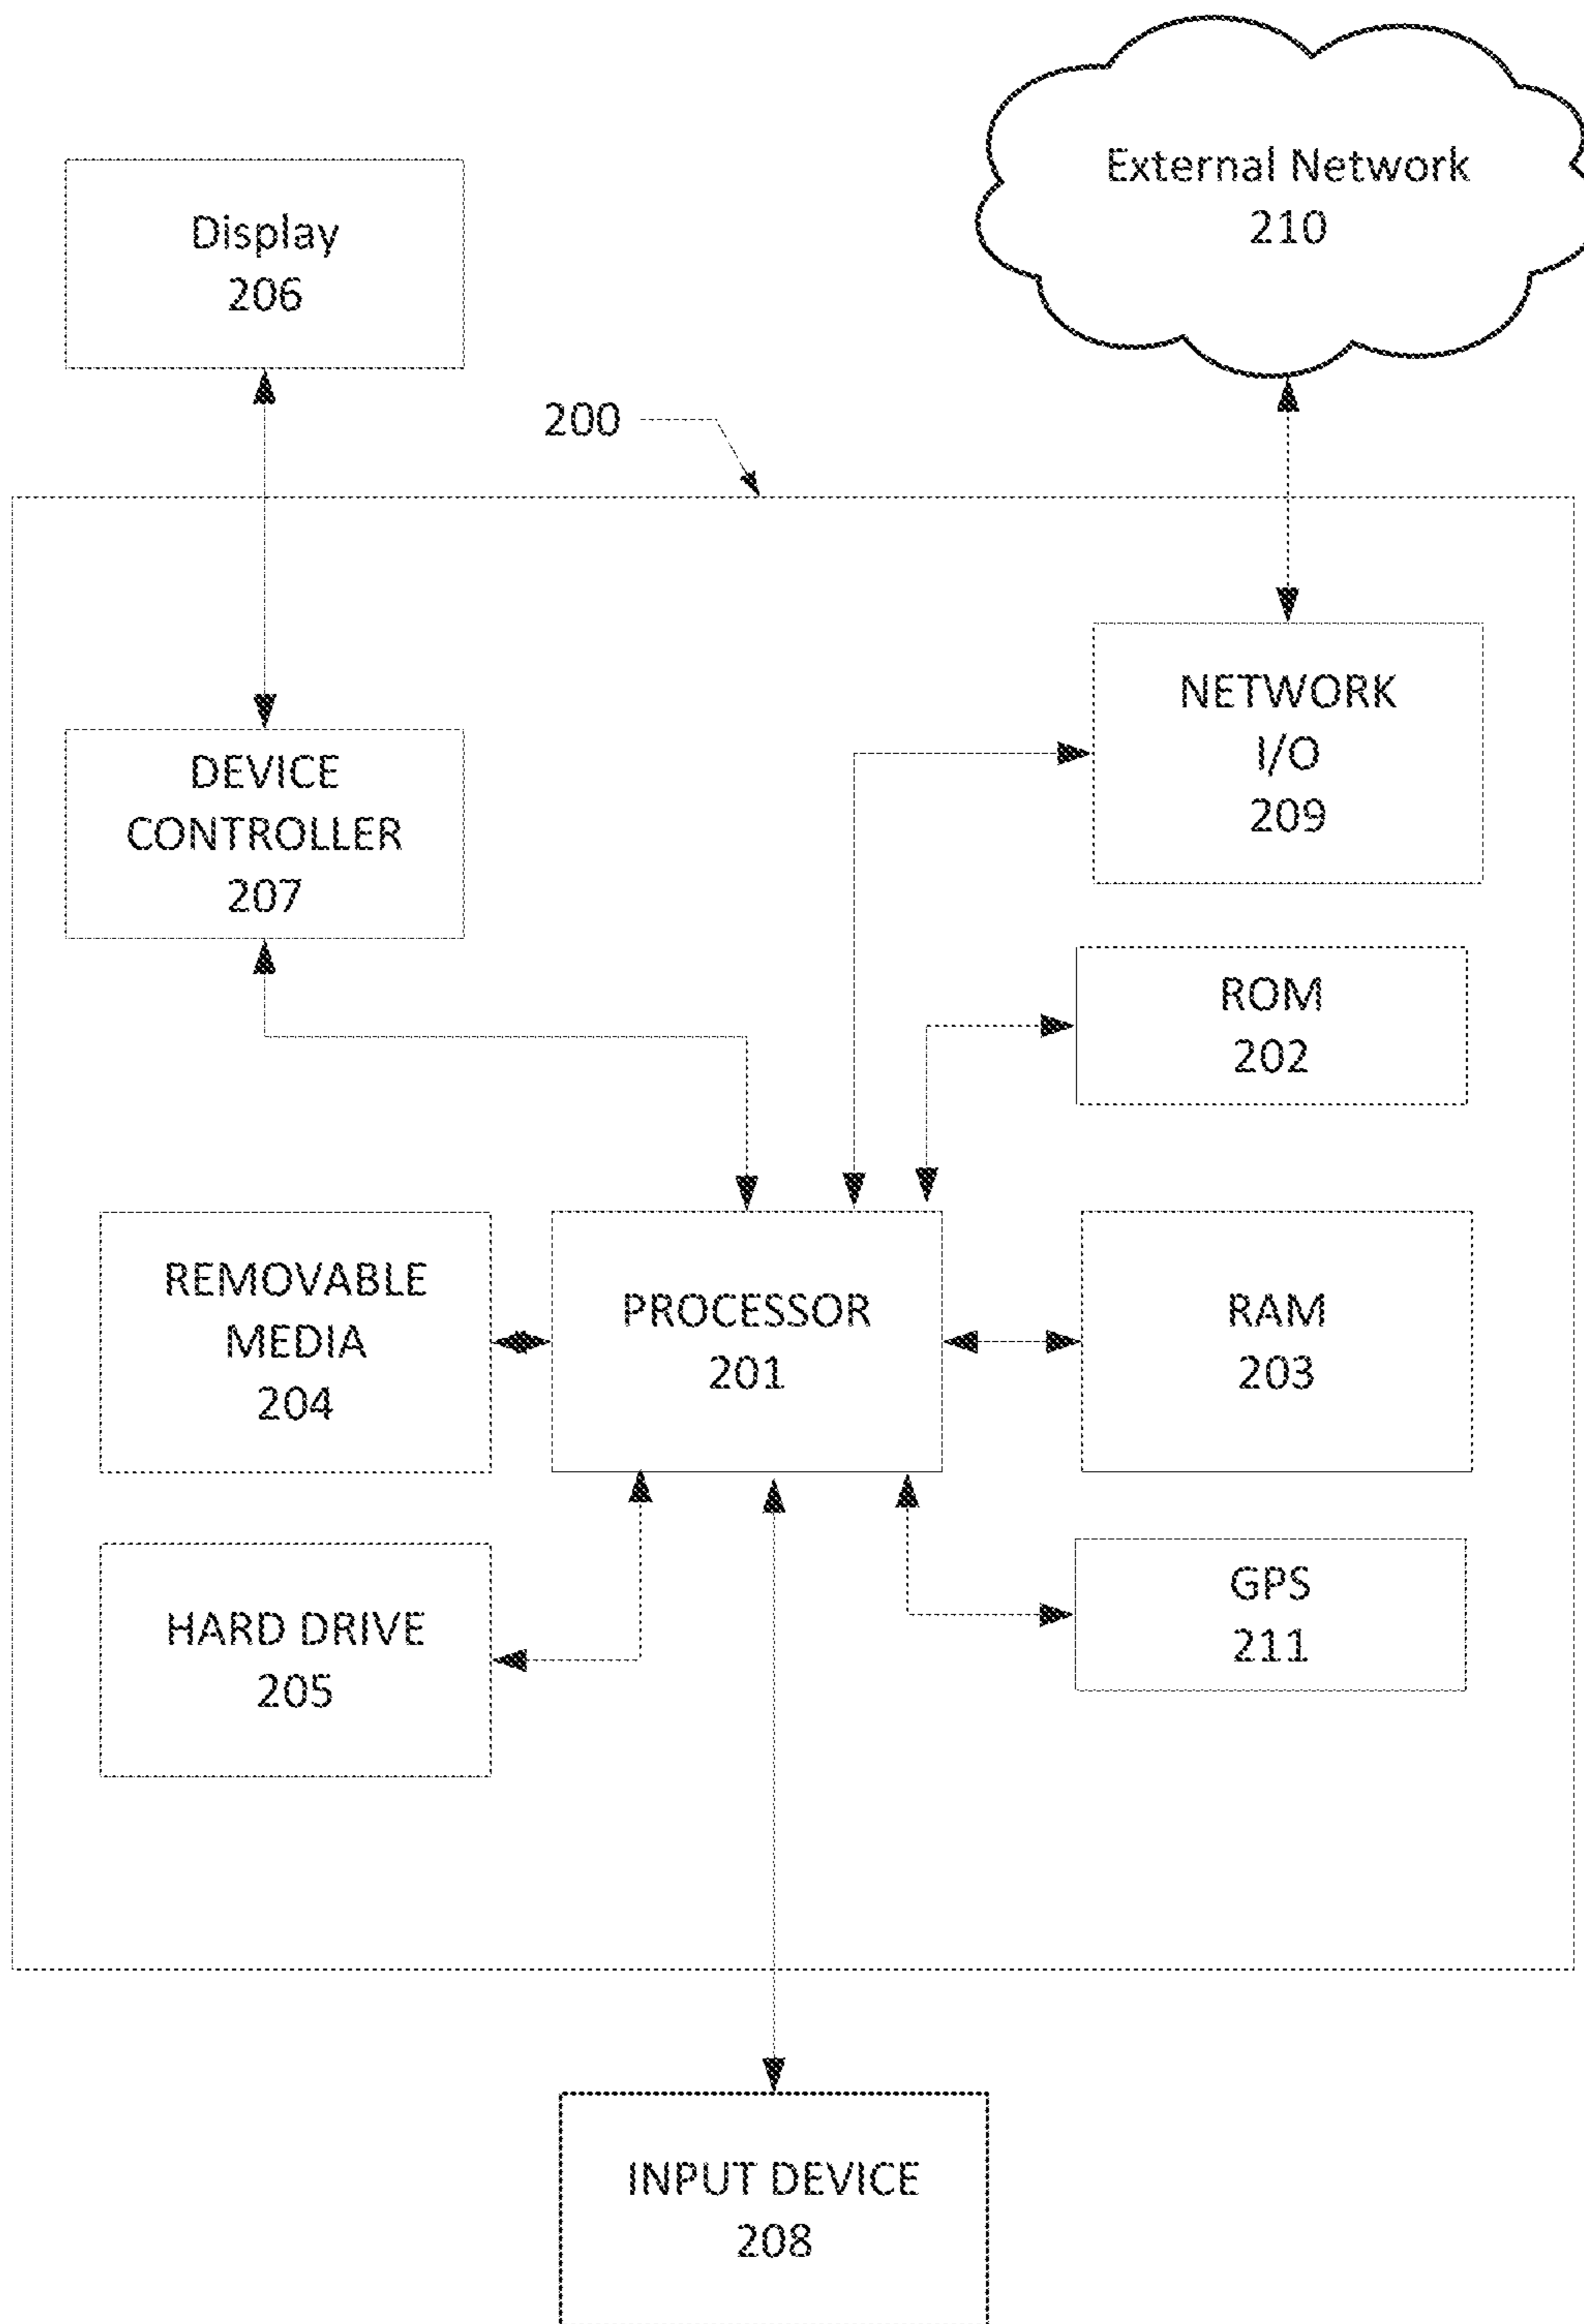 External Network
210
Display
206
200
NETWORK
I/O
209
DEVICE
CONTROLLER
207
ROM
202
REMOVABLE
MEDIA
204
PROCESSOR
201
RAM
203
HARD DRIVE
205
GPS
211
INPUT DEVICE
208